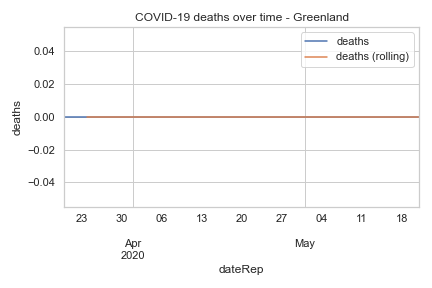 COVID-19 deaths over time - Greenland
deaths
deaths (rolling)
0.04
0.02
0.00
−0.02
−0.04
deaths
23 30 06 13 20 27 04 11 18
Apr May
2020
dateRep